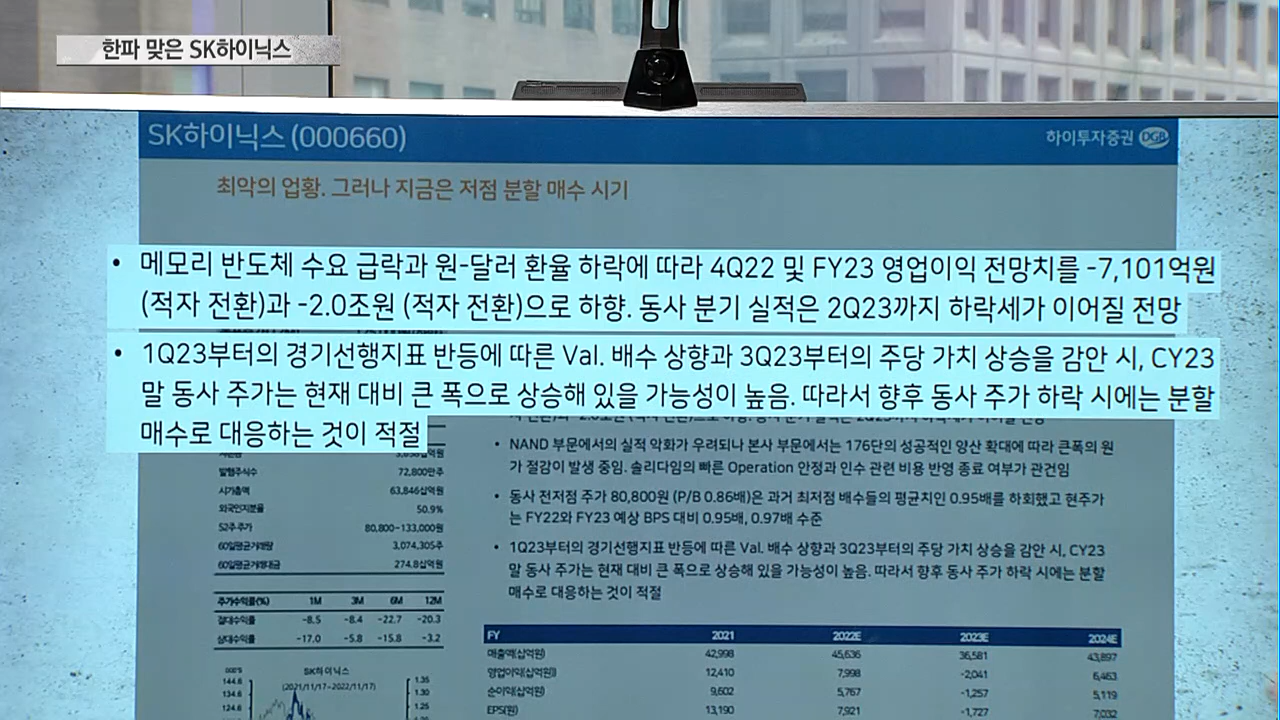 한파 맞은 SK하이닉스
SK하이닉스 (000660)
하이투자증권 DGB
최악의 업황. 그러나 지금은 저점 분할 매수 시기
• 메모리 반도체 수요 급락과 원-달러 환율 하락에 따라 4Q22 및 FY23 영업이익 전망치를 -7,101억원
(적자 전환)과 -2.0조원 (적자 전환)으로 하향. 동사 분기 실적은 2Q23까지 하락세가 이어질 전망
• 1Q23부터의 경기선행지표 반등에 따른 Val. 배수 상향과 3Q23부터의 주당 가치 상승을 감안 시, CY23
말 동사 주가는 현재 대비 큰 폭으로 상승해 있을 가능성이 높음. 따라서 향후 동사 주가 하락 시에는 분할
매수로 대응하는 것이 적절
발행주식수 72,800만주
시가총액 63,846십억원
외국인지분율 50.9%
52주 주가 80,800~133,000원
60일평균거래량 3,074,305주
60일평균거래대금 274.8십억원
주가수익률(%) 1M 3M 6M 12M
절대수익률 -8.5 -8.4 -22.7 -20.3
상대수익률 -17.0 -5.8 -15.8 -3.2
SK하이닉스
(2021/11/17~2022/11/17)
144.6 1.35
134.6 1.30
124.6 1.25
• NAND 부문에서의 실적 악화가 우려되나 본사 부문에서는 176단의 성공적인 양산 확대에 따라 큰폭의 원
가 절감이 발생 중임. 솔리다임의 빠른 Operation 안정과 인수 관련 비용 반영 종료 여부가 관건임
• 동사 전저점 주가 80,800원 (P/B 0.86배)은 과거 최저점 배수들의 평균치인 0.95배를 하회했고 현주가
는 FY22와 FY23 예상 BPS 대비 0.95배, 0.97배 수준
• 1Q23부터의 경기선행지표 반등에 따른 Val. 배수 상향과 3Q23부터의 주당 가치 상승을 감안 시, CY23
말 동사 주가는 현재 대비 큰 폭으로 상승해 있을 가능성이 높음. 따라서 향후 동사 주가 하락 시에는 분할
매수로 대응하는 것이 적절
FY 2021 2022E 2023E 2024E
매출액(십억원) 42,998 45,636 36,581 43,897
영업이익(십억원) 12,410 7,998 -2,041 6,463
순이익(십억원) 9,602 5,767 -1,257 5,119
EPS(원) 13,190 7,921 -1,727 7,032